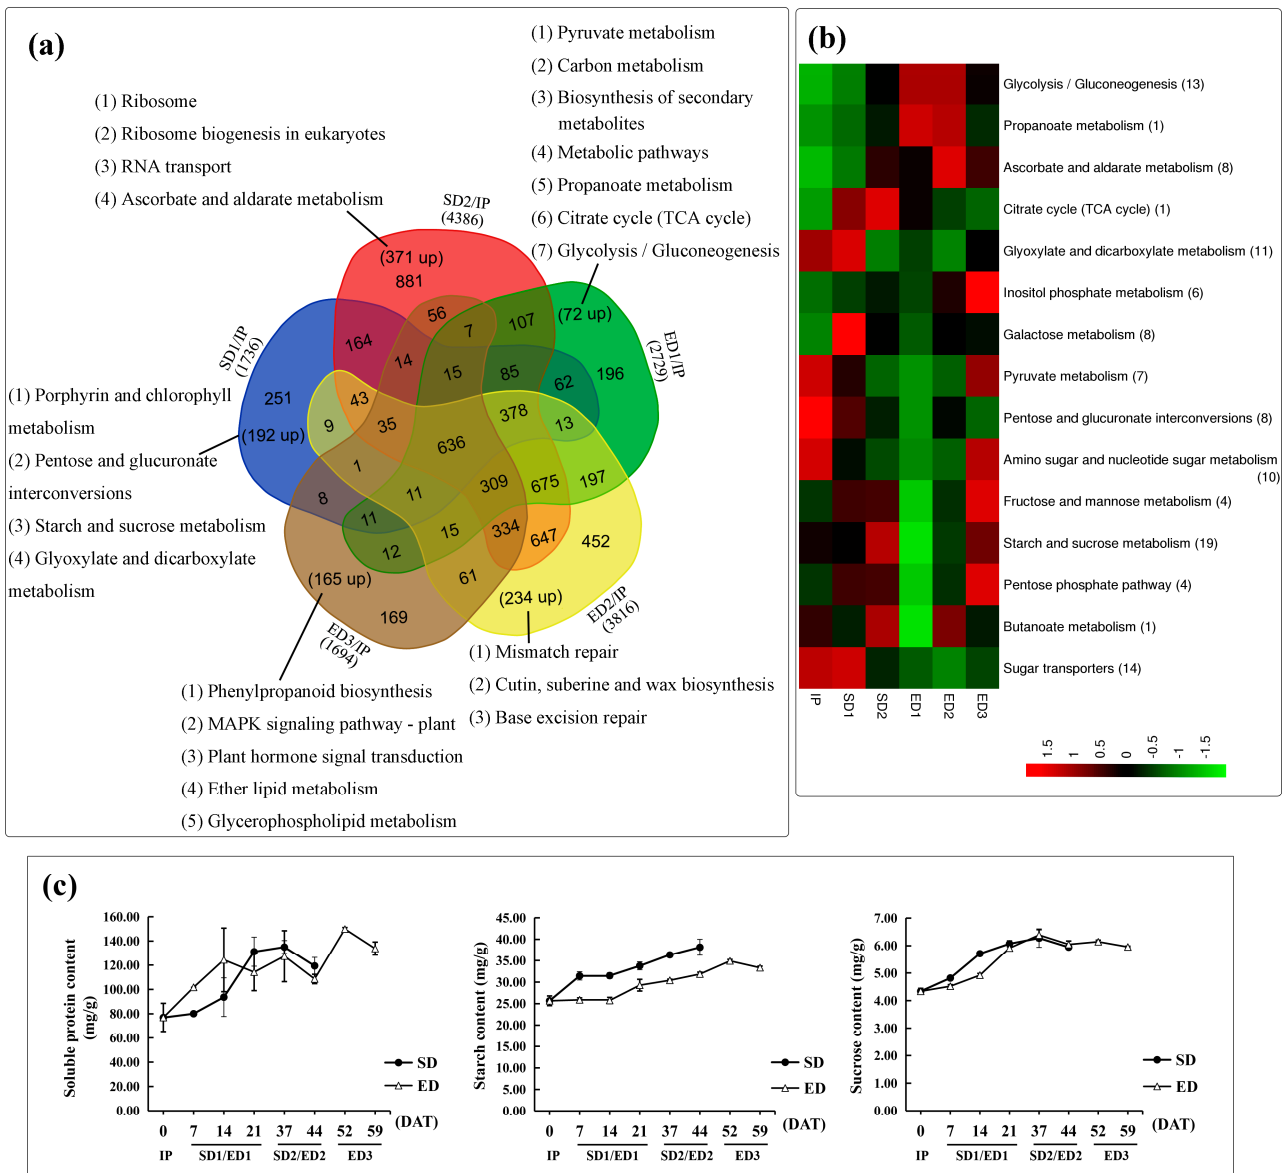 (a)
(1) Pyruvate metabolism
(2) Carbon metabolism
(3) Biosynthesis of secondary
metabolites
(4) Metabolic pathways
(5) Propanoate metabolism
(6) Citrate cycle (TCA cycle)
(7) Glycolysis / Gluconeogenesis
(1) Ribosome
(2) Ribosome biogenesis in eukaryotes
(3) RNA transport
(4) Ascorbate and aldarate metabolism
SD2/IP
(4386)
(371 up)
881
(72 up)
ED1/IP
(2729)
SD1/IP
(1736)
56
7
107
164
14
15
85
62
196
251
43
378
13
(192 up)
9
35
636
1
309
675
197
8
11
11
15
334
647
452
12
61
(165 up)
(234 up)
169
ED2/IP
(3816)
ED3/IP
(1694)
(1) Porphyrin and chlorophyll
metabolism
(2) Pentose and glucuronate
interconversions
(3) Starch and sucrose metabolism
(4) Glyoxylate and dicarboxylate
metabolism
(1) Mismatch repair
(2) Cutin, suberine and wax biosynthesis
(3) Base excision repair
(1) Phenylpropanoid biosynthesis
(2) MAPK signaling pathway - plant
(3) Plant hormone signal transduction
(4) Ether lipid metabolism
(5) Glycerophospholipid metabolism
(b)
Glycolysis / Gluconeogenesis (13)
Propanoate metabolism (1)
Ascorbate and aldarate metabolism (8)
Citrate cycle (TCA cycle) (1)
Glyoxylate and dicarboxylate metabolism (11)
Inositol phosphate metabolism (6)
Galactose metabolism (8)
Pyruvate metabolism (7)
Pentose and glucuronate interconversions (8)
Amino sugar and nucleotide sugar metabolism
(10)
Fructose and mannose metabolism (4)
Starch and sucrose metabolism (19)
Pentose phosphate pathway (4)
Butanoate metabolism (1)
Sugar transporters (14)
IP SD1 SD2 ED1 ED2 ED3
1.5 1 0.5 0 -0.5 -1 -1.5
(c)
Soluble protein content
(mg/g)
160.00
140.00
120.00
100.00
80.00
60.00
40.00
20.00
0.00
SD
ED
0 7 14 21 37 44 52 59 (DAT)
IP SD1/ED1 SD2/ED2 ED3
Starch content (mg/g)
45.00
40.00
35.00
30.00
25.00
20.00
15.00
10.00
5.00
0.00
SD
ED
0 7 14 21 37 44 52 59 (DAT)
IP SD1/ED1 SD2/ED2 ED3
Sucrose content (mg/g)
7.00
6.00
5.00
4.00
3.00
2.00
1.00
0.00
SD
ED
0 7 14 21 37 44 52 59 (DAT)
IP SD1/ED1 SD2/ED2 ED3